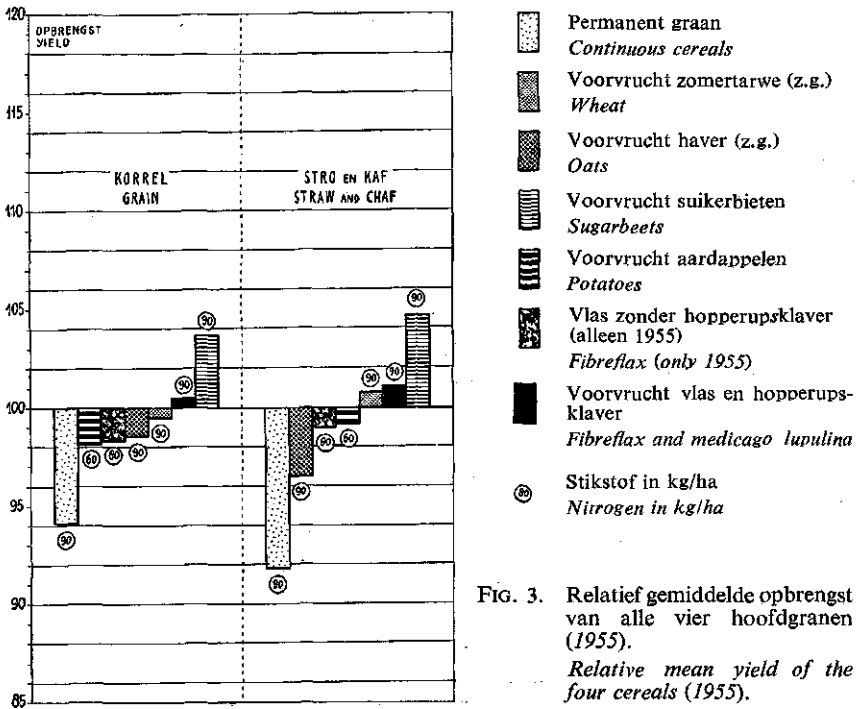 120
OPBRENGST
YIELD
115
110
105
100
95
90
85
KORREL
GRAIN
STRO EN KAF
STRAW AND CHAF
90
60
90
90
90
90
90
90
60
90
90
90
90
Permanent graan
Continuous cereals
Voorvrucht zomertarwe (z.g.)
Wheat
Voorvrucht haver (z.g.)
Oats
Voorvrucht suikerbieten
Sugarbeets
Voorvrucht aardappelen
Potatoes
Vlas zonder hopperupsklaver
(alleen 1955)
Fibreflax (only 1955)
Voorvrucht vlas en hopperups-
klaver
Fibreflax and medicago lupulina
Stikstof in kg/ha
Nitrogen in kg/ha
FIG. 3. Relatief gemiddelde opbrengst
van alle vier hoofdgranen
(1955).
Relative mean yield of the
four cereals (1955).